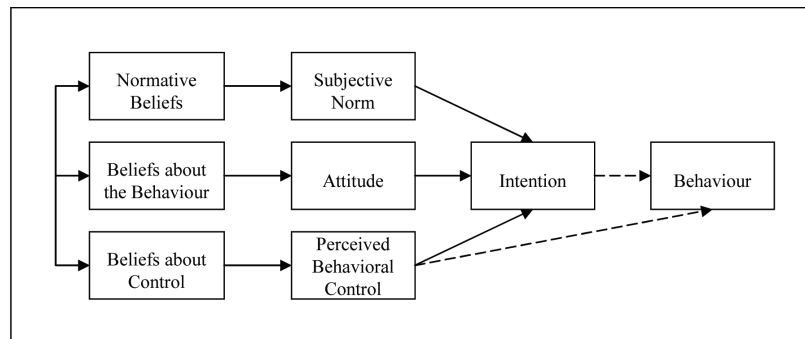 Normative
Beliefs
Subjective
Norm
Beliefs about
the Behaviour
Attitude
Intention
Behaviour
Beliefs about
Control
Perceived
Behavioral
Control